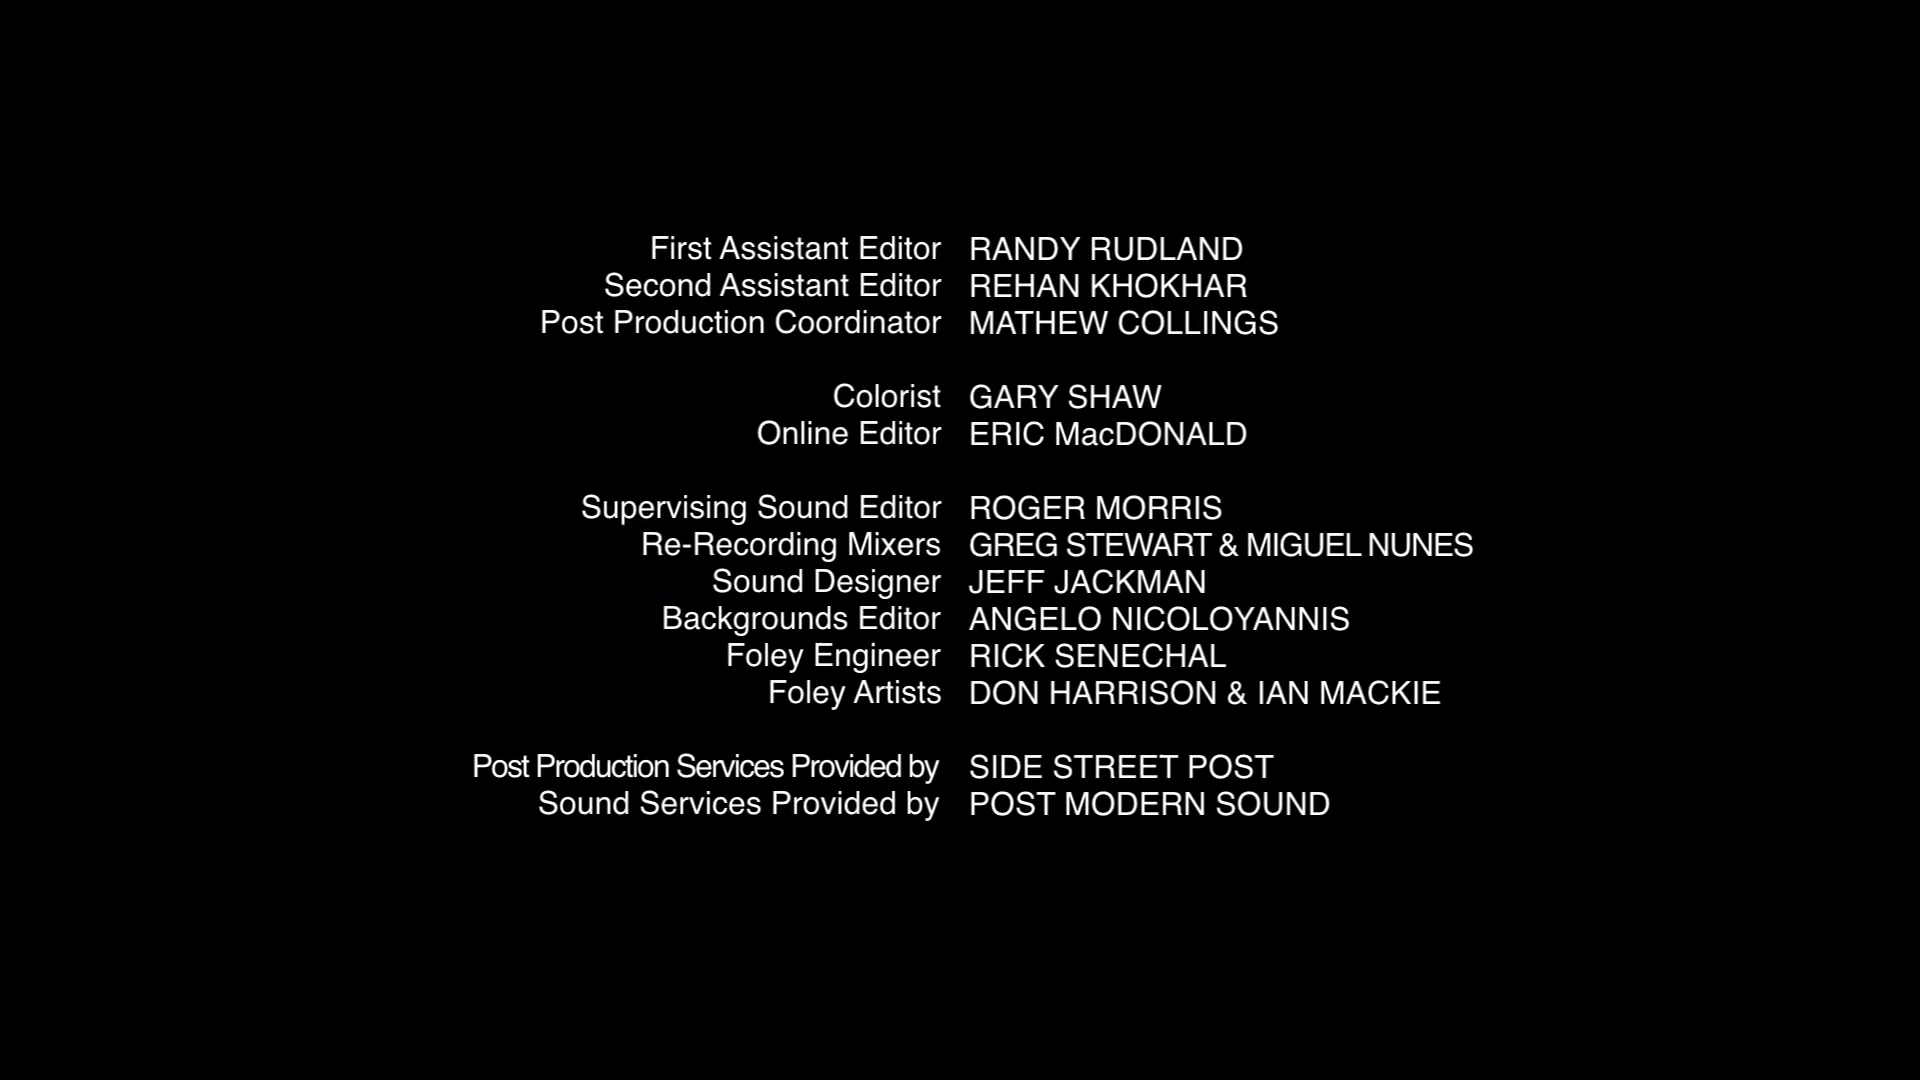 First Assistant Editor RANDY RUDLAND
Second Assistant Editor REHAN KHOKHAR
Post Production Coordinator MATHEW COLLINGS
Colorist GARY SHAW
Online Editor ERIC MacDONALD
Supervising Sound Editor ROGER MORRIS
Re-Recording Mixers GREG STEWART & MIGUEL NUNES
Sound Designer JEFF JACKMAN
Backgrounds Editor ANGELO NICOLOYANNIS
Foley Engineer RICK SENECHAL
Foley Artists DON HARRISON & IAN MACKIE
Post Production Services Provided by SIDE STREET POST
Sound Services Provided by POST MODERN SOUND